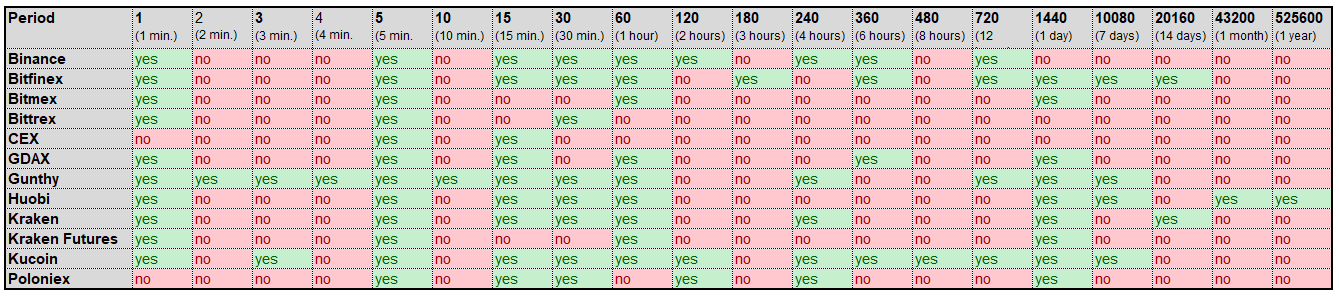 Period 1 2 3 4 5 10 15 30 60 120 180 240 360 480 720 1440 10080 20160 43200 525600
(1 min.) (2 min.) (3 min.) (4 min. (5 min. (10 min.) (15 min.) (30 min.) (1 hour) (2 hours) (3 hours) (4 hours) (6 hours) (8 hours) (12 (1 day) (7 days) (14 days) (1 month) (1 year)
Binance yes no no no yes no yes yes yes yes no yes yes no yes no no no no no
Bitfinex yes no no no yes no yes yes yes no yes no yes no yes yes yes yes no no
Bitmex yes no no no yes no no no yes no no no no no no yes no no no no
Bittrex yes no no no yes no no yes no no no no no no no no no no no no
CEX no no no no yes no yes no no no no no no no no no no no no no
GDAX yes no no no yes no yes no yes no no no yes no no yes no no no no
Gunthy yes yes yes yes yes yes yes yes yes no no yes no no yes yes yes no no no
Huobi yes no no no yes no yes yes yes no no no no no no yes yes no yes yes
Kraken yes no no no yes no yes yes yes no no yes no no no yes no yes no no
Kraken Futures yes no no no yes no no no yes no no no no no no yes no no no no
Kucoin yes no yes no yes no yes yes yes yes no yes yes yes yes yes yes no no no
Poloniex no no no no yes no yes yes no yes no yes no no no yes no no no no